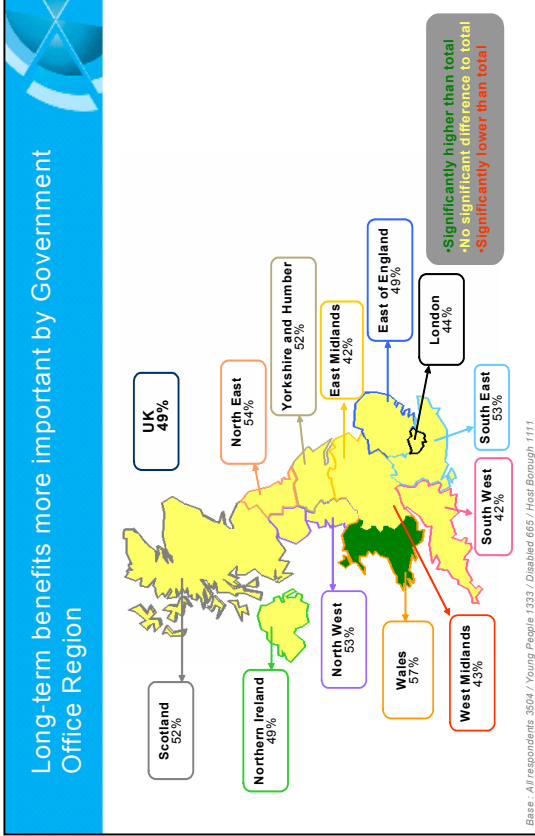 Long-term benefits more important by Government
Office Region
UK
49%
Scotland
52%
Northern Ireland
49%
North East
54%
Yorkshire and Humber
52%
East Midlands
42%
East of England
49%
London
44%
South East
53%
South West
42%
North West
53%
Wales
57%
West Midlands
43%
•Significantly higher than total
•No significant difference to total
•Significantly lower than total
Base : All respondents 3504 / Young People 1333 / Disabled 665 / Host Borough 1111